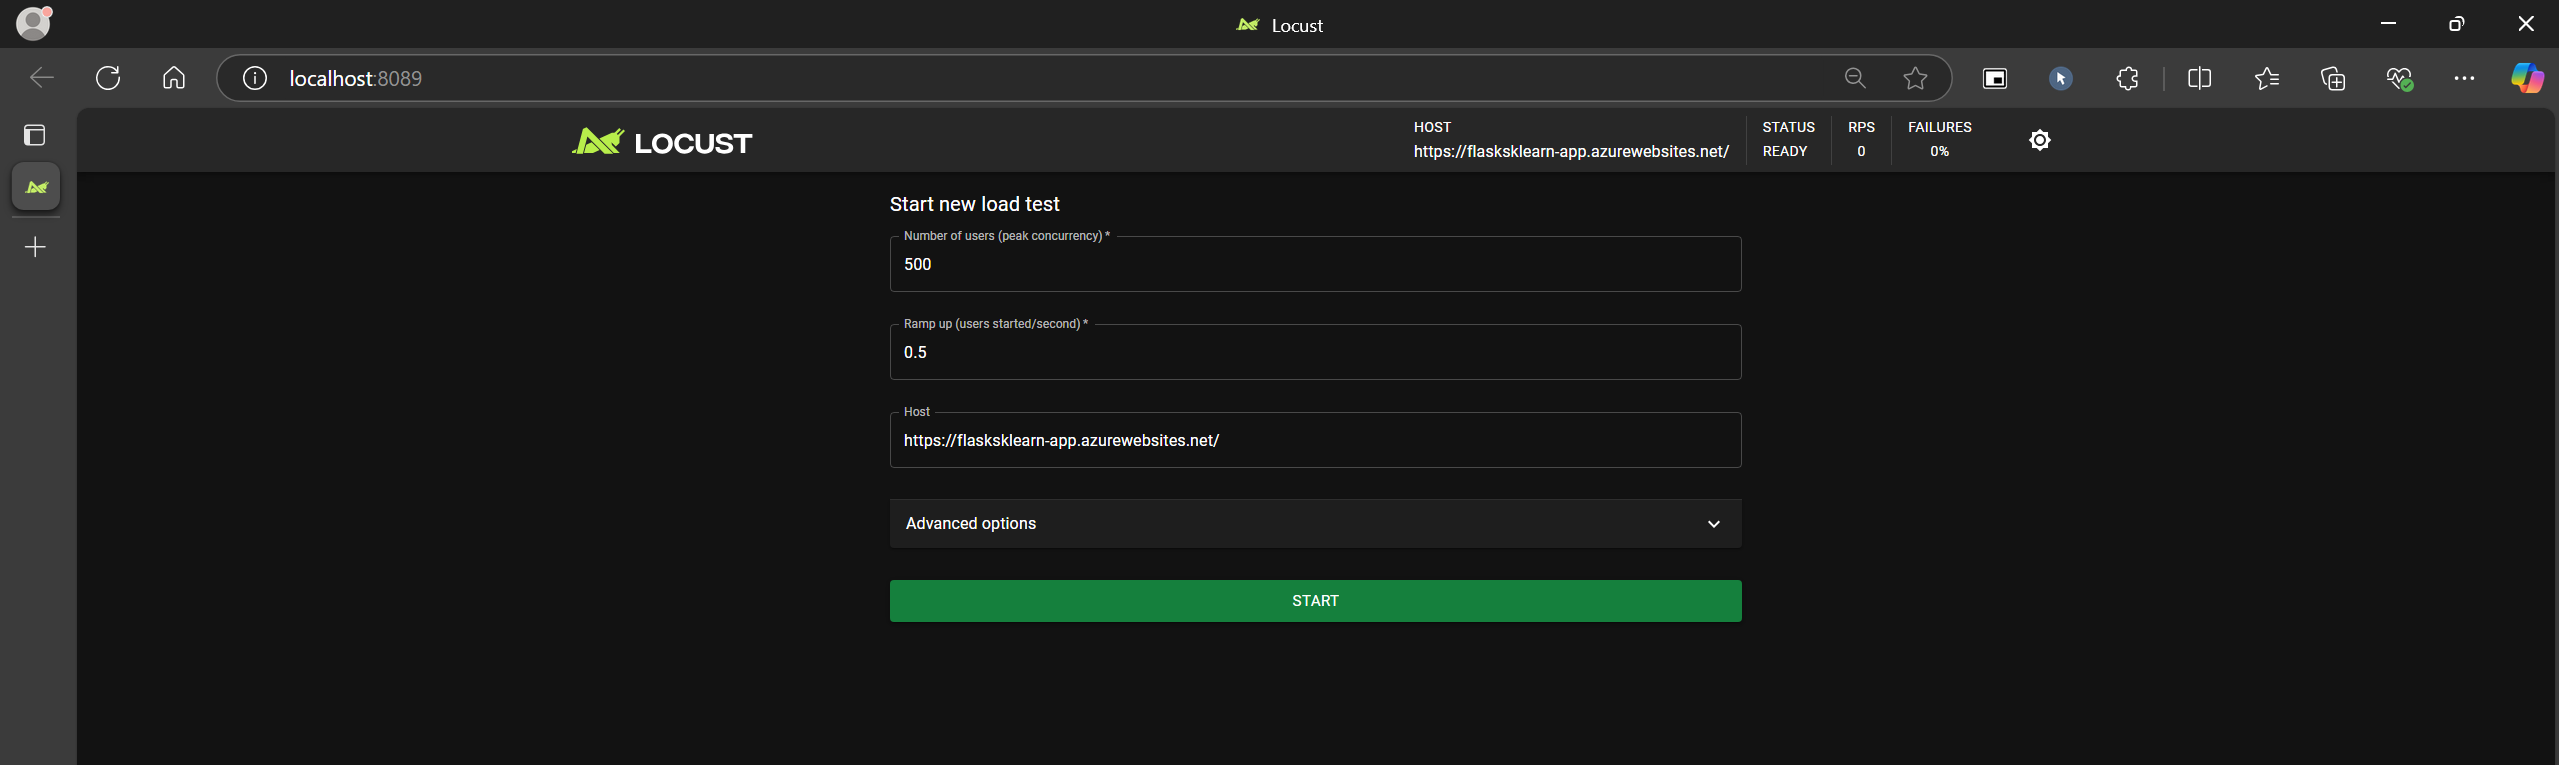 Locust
localhost:8089
LOCUST
HOST
https://flasksklearn-app.azurewebsites.net/
STATUS
READY
RPS
0
FAILURES
0%
Start new load test
Number of users (peak concurrency) *
500
Ramp up (users started/second) *
0.5
Host
https://flasksklearn-app.azurewebsites.net/
Advanced options
START